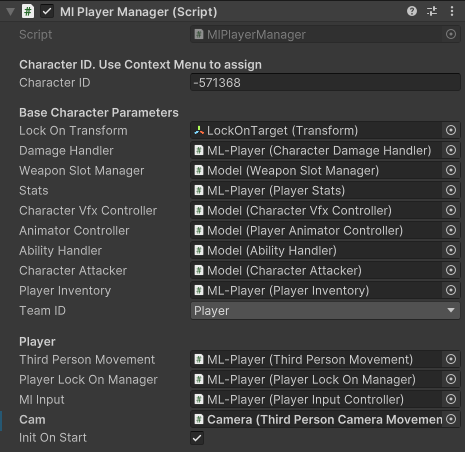 Ml Player Manager (Script)
Script MlPlayerManager
Character ID. Use Context Menu to assign
Character ID -571368
Base Character Parameters
Lock On Transform LockOnTarget (Transform)
Damage Handler ML-Player (Character Damage Handler)
Weapon Slot Manager Model (Weapon Slot Manager)
Stats ML-Player (Player Stats)
Character Vfx Controller Model (Character Vfx Controller)
Animator Controller Model (Player Animator Controller)
Ability Handler Model (Ability Handler)
Character Attacker Model (Character Attacker)
Player Inventory ML-Player (Player Inventory)
Team ID Player
Player
Third Person Movement ML-Player (Third Person Movement)
Player Lock On Manager ML-Player (Player Lock On Manager)
Ml Input ML-Player (Player Input Controller)
Cam Camera (Third Person Camera Movemen
Init On Start